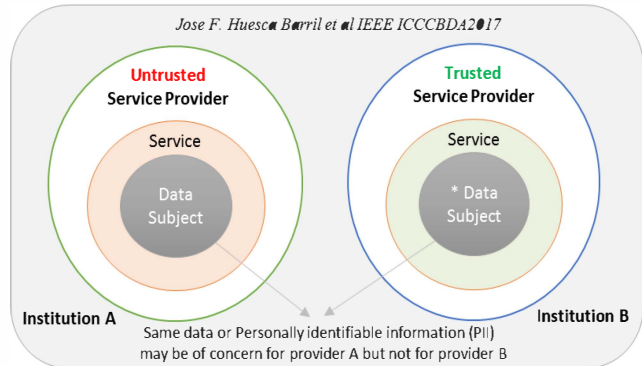 Jose F. Huesca Barril et al IEEE ICCCBDA2017
Untrusted
Service Provider
Service
Data
Subject
Institution A
Trusted
Service Provider
Service
* Data
Subject
Institution B
Same data or Personally identifiable information (PII)
may be of concern for provider A but not for provider B